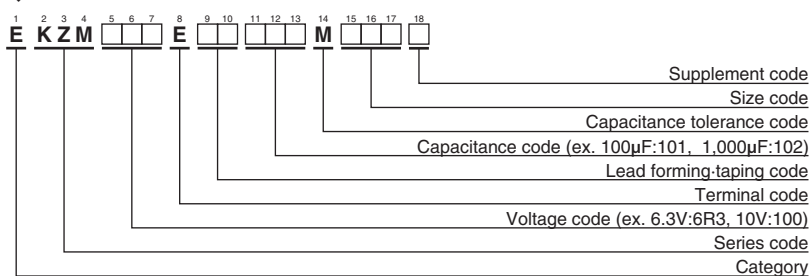 1 2 3 4 5 6 7 8 9 10 11 12 13 14 15 16 17 18
E K Z M □□□ E □□ □□□ M □□□ □
Supplement code
Size code
Capacitance tolerance code
Capacitance code (ex. 100µF:101, 1,000µF:102)
Lead forming·taping code
Terminal code
Voltage code (ex. 6.3V:6R3, 10V:100)
Series code
Category